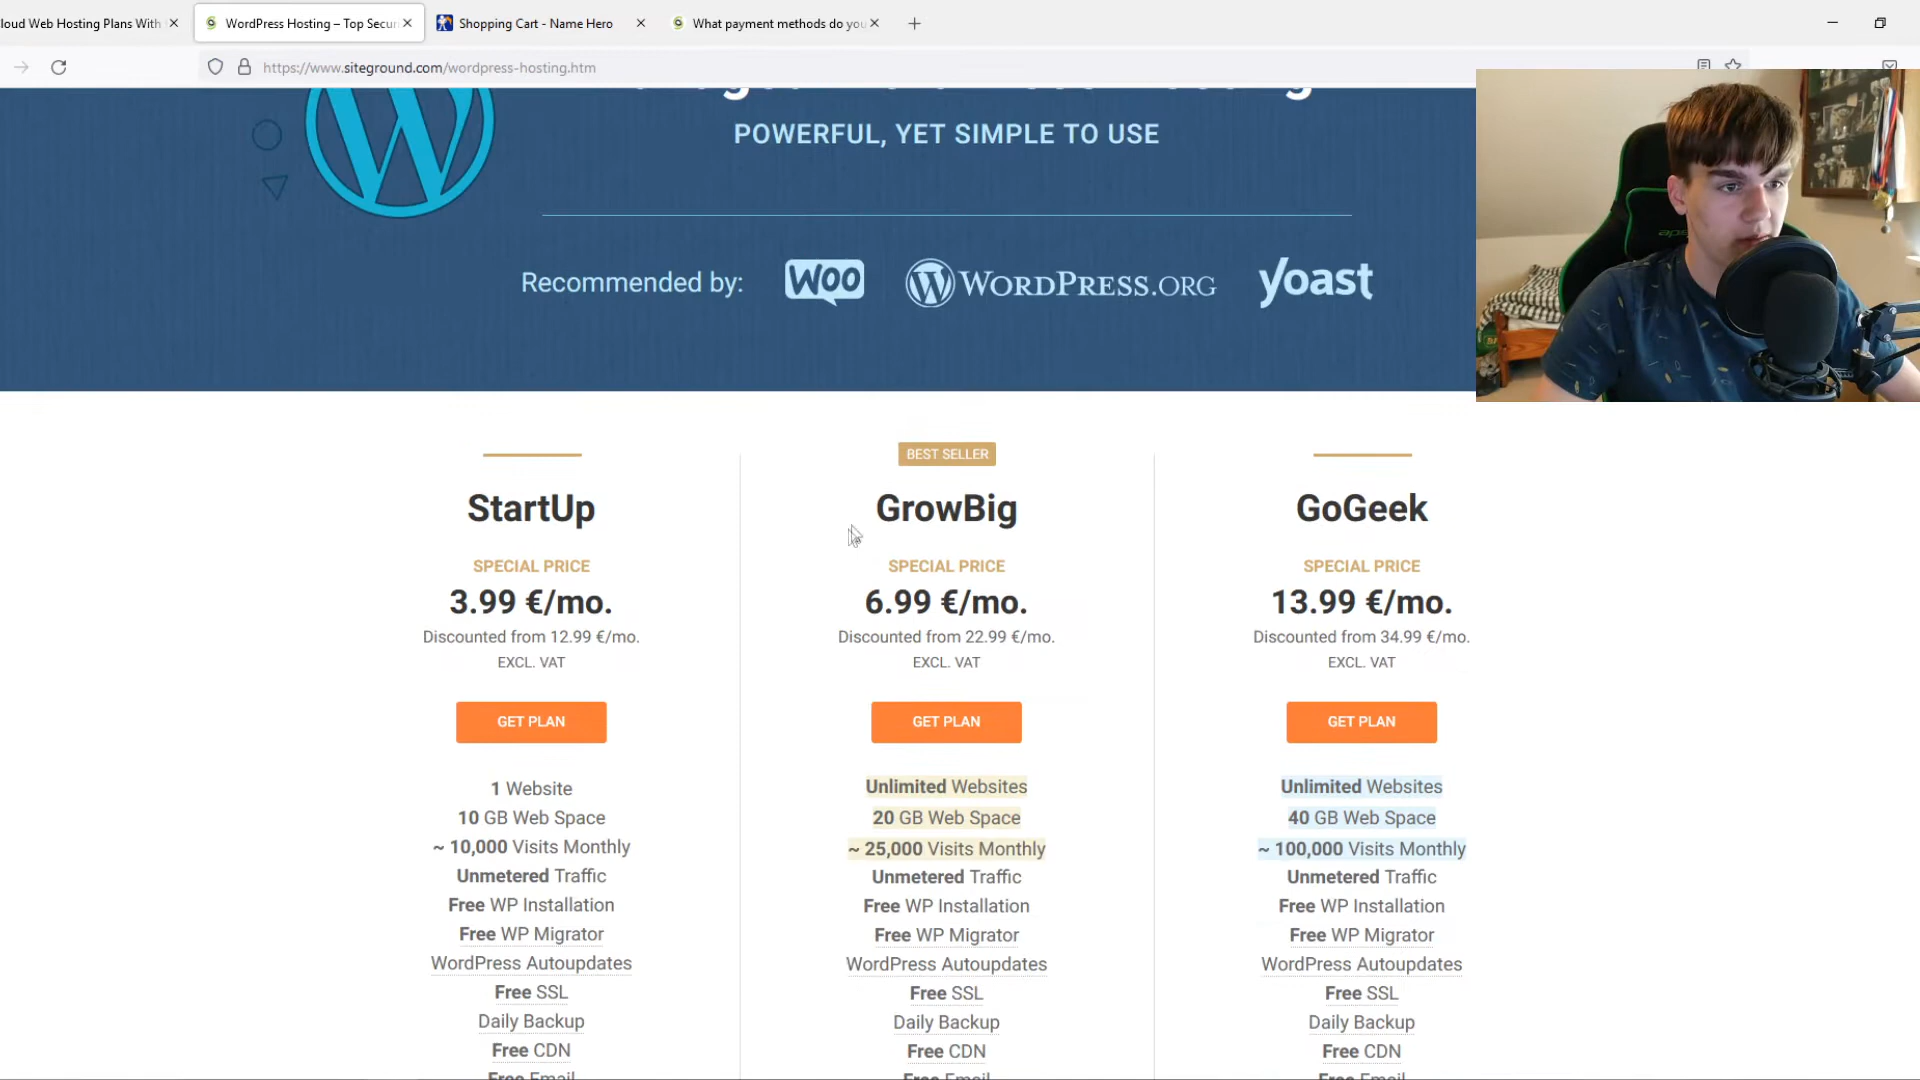 loud Web Hosting Plans With
WordPress Hosting – Top Secur
Shopping Cart - Name Hero
What payment methods do you
https://www.siteground.com/wordpress-hosting.htm
POWERFUL, YET SIMPLE TO USE
Recommended by:
WOO
WORDPRESS.ORG
yoast
StartUp
SPECIAL PRICE
3.99 €/mo.
Discounted from 12.99 €/mo.
EXCL. VAT
GET PLAN
1 Website
10 GB Web Space
~ 10,000 Visits Monthly
Unmetered Traffic
Free WP Installation
Free WP Migrator
WordPress Autoupdates
Free SSL
Daily Backup
Free CDN
Free Email
BEST SELLER
GrowBig
SPECIAL PRICE
6.99 €/mo.
Discounted from 22.99 €/mo.
EXCL. VAT
GET PLAN
Unlimited Websites
20 GB Web Space
~ 25,000 Visits Monthly
Unmetered Traffic
Free WP Installation
Free WP Migrator
WordPress Autoupdates
Free SSL
Daily Backup
Free CDN
Free Email
GoGeek
SPECIAL PRICE
13.99 €/mo.
Discounted from 34.99 €/mo.
EXCL. VAT
GET PLAN
Unlimited Websites
40 GB Web Space
~ 100,000 Visits Monthly
Unmetered Traffic
Free WP Installation
Free WP Migrator
WordPress Autoupdates
Free SSL
Daily Backup
Free CDN
Free Email